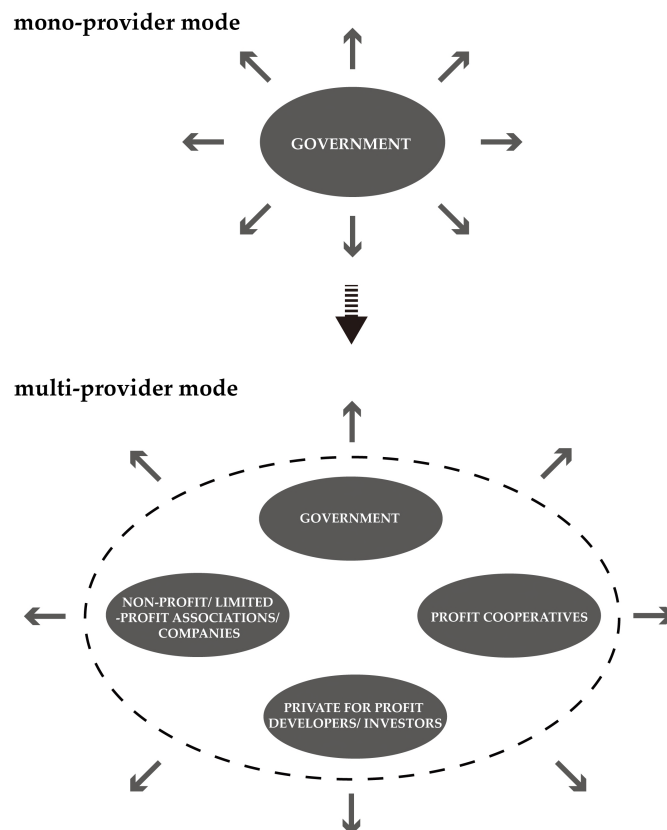 mono-provider mode
GOVERNMENT
multi-provider mode
GOVERNMENT
NON-PROFIT/ LIMITED
-PROFIT ASSOCIATIONS/
COMPANIES
PROFIT COOPERATIVES
PRIVATE FOR PROFIT
DEVELOPERS/ INVESTORS